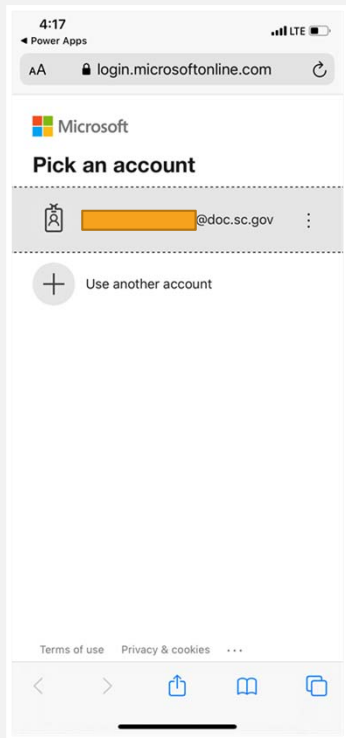 4:17
LTE
◀ Power Apps
AA login.microsoftonline.com
Microsoft
Pick an account
@doc.sc.gov
Use another account
Terms of use Privacy & cookies ...